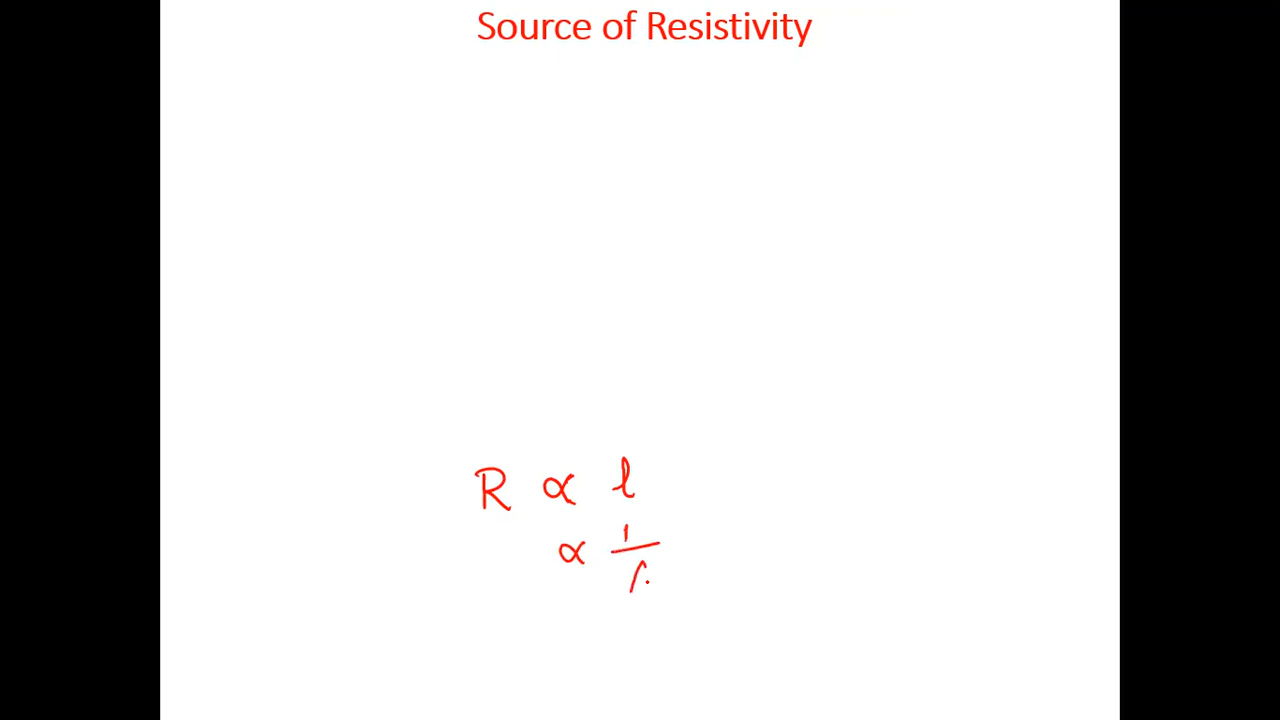 Source of Resistivity
R ∝ l
∝ 1/